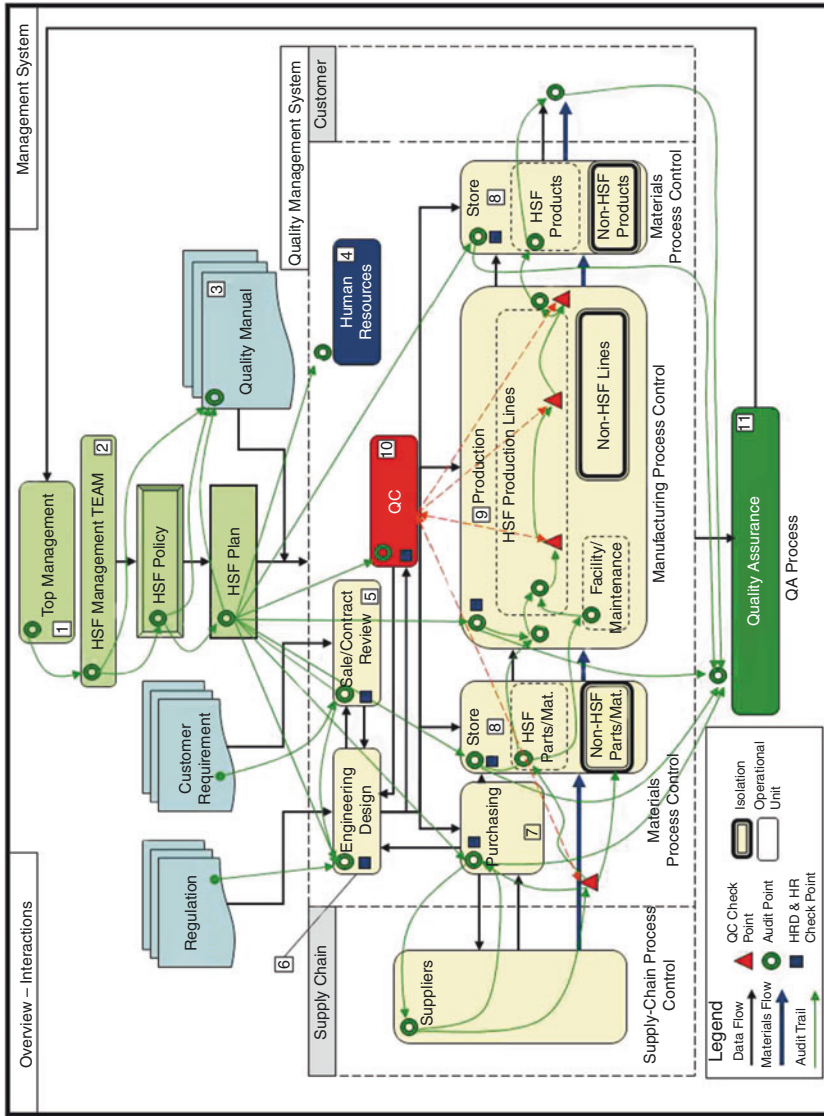 Overview – Interactions
Management System
Regulation
Customer
Requirement
1
Top Management
HSF Management TEAM
2
HSF Policy
HSF Plan
3
Quality Manual
Quality Management System
Supply Chain
Customer
6
Engineering
Design
Sale/Contract
Review
5
QC
10
Human
Resources
4
Suppliers
Purchasing
7
Store
8
HSF
Parts/Mat.
Non-HSF
Parts/Mat.
9
Production
HSF Production Lines
Facility/
Maintenance
Non-HSF Lines
Store
8
HSF
Products
Non-HSF
Products
Supply-Chain Process
Control
Materials
Process Control
Manufacturing Process Control
Materials
Process Control
Quality Assurance
11
QA Process
Legend
Data Flow
Materials Flow
Audit Trail
QC Check
Point
Audit Point
HRD & HR
Check Point
Isolation
Operational
Unit